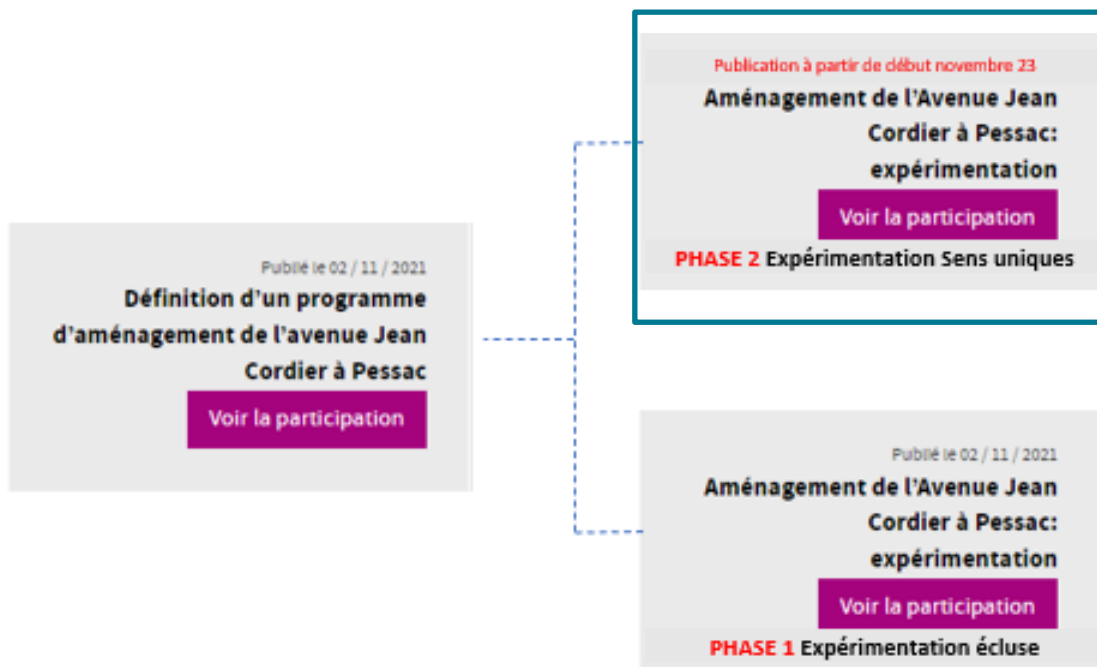 Publication à partir de début novembre 23
Aménagement de l'Avenue Jean
Cordier à Pessac:
expérimentation
Voir la participation
PHASE 2 Expérimentation Sens uniques
Publié le 02 / 11 / 2021
Définition d'un programme
d'aménagement de l'avenue Jean
Cordier à Pessac
Voir la participation
Publié le 02 / 11 / 2021
Aménagement de l'Avenue Jean
Cordier à Pessac:
expérimentation
Voir la participation
PHASE 1 Expérimentation écluse